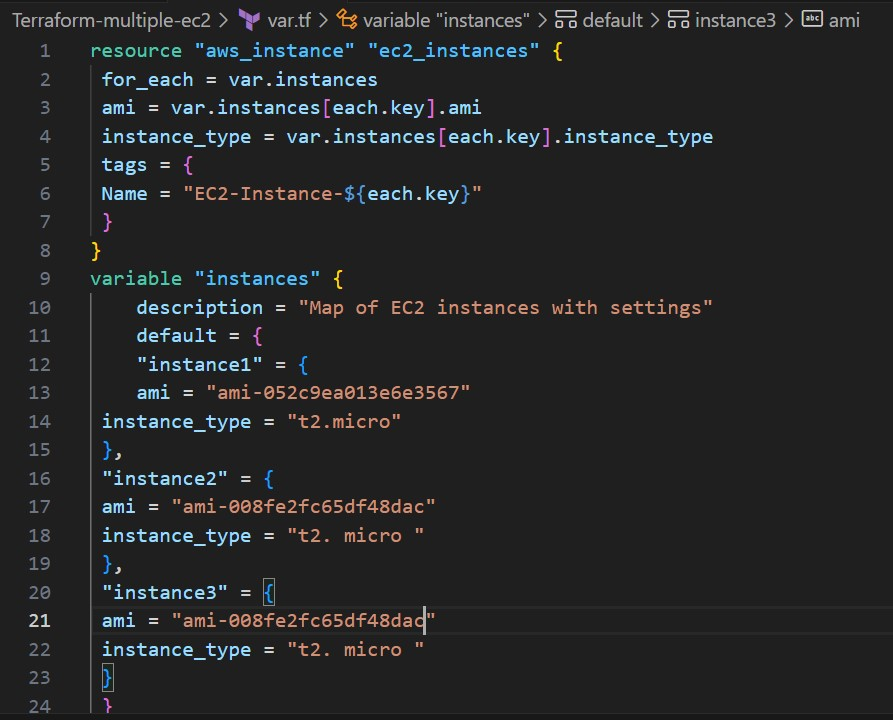 Terraform-multiple-ec2 > var.tf > variable "instances" > default > instance3 > abc ami
1 resource "aws_instance" "ec2_instances" {
2 for_each = var.instances
3 ami = var.instances[each.key].ami
4 instance_type = var.instances[each.key].instance_type
5 tags = {
6 Name = "EC2-Instance-${each.key}"
7 }
8 }
9 variable "instances" {
10 description = "Map of EC2 instances with settings"
11 default = {
12 "instance1" = {
13 ami = "ami-052c9ea013e6e3567"
14 instance_type = "t2.micro"
15 },
16 "instance2" = {
17 ami = "ami-008fe2fc65df48dac"
18 instance_type = "t2. micro "
19 },
20 "instance3" = {
21 ami = "ami-008fe2fc65df48dac"
22 instance_type = "t2. micro "
23 }
24 }